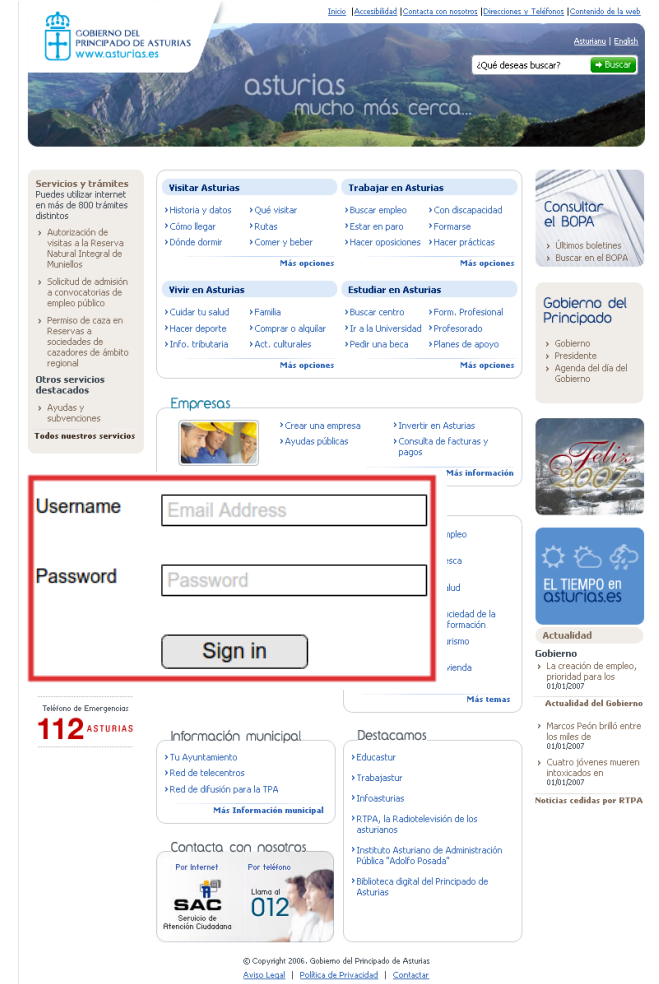 Inicio |Accesibilidad |Contacta con nosotros |Direcciones y Teléfonos |Contenido de la web
GOBIERNO DEL
PRINCIPADO DE ASTURIAS
www.asturias.es
Asturianu | English
¿Qué deseas buscar?
Buscar
asturias
mucho más cerca...
Servicios y trámites
Puedes utilizar internet
en más de 800 trámites
distintos
Autorización de
visitas a la Reserva
Natural Integral de
Muniellos
Solicitud de admisión
a convocatorias de
empleo público
Permiso de caza en
Reservas a
sociedades de
cazadores de ámbito
regional
Otros servicios
destacados
Ayudas y
subvenciones
Todos nuestros servicios
Visitar Asturias
Historia y datos
Qué visitar
Cómo llegar
Rutas
Dónde dormir
Comer y beber
Más opciones
Trabajar en Asturias
Buscar empleo
Con discapacidad
Estar en paro
Formarse
Hacer oposiciones
Hacer prácticas
Más opciones
Vivir en Asturias
Cuidar tu salud
Familia
Hacer deporte
Comprar o alquilar
Info. tributaria
Act. culturales
Más opciones
Estudiar en Asturias
Buscar centro
Form. Profesional
Ir a la Universidad
Profesorado
Pedir una beca
Planes de apoyo
Más opciones
Empresas
Crear una empresa
Invertir en Asturias
Ayudas públicas
Consulta de facturas y
pagos
Más información
Consultar
el BOPA
Últimos boletines
Buscar en el BOPA
Gobierno del
Principado
Gobierno
Presidente
Agenda del día del
Gobierno
Feliz
2007
EL TIEMPO en
asturias.es
Username
Email Address
Password
Password
Sign in
mpleo
esca
lud
ociedad de la
formación
rismo
vienda
Más temas
Actualidad
Gobierno
La creación de empleo,
prioridad para los
01/01/2007
Actualidad del Gobierno
Marcos Peón brilló entre
los miles de
01/01/2007
Cuatro jóvenes mueren
intoxicados en
01/01/2007
Noticias cedidas por RTPA
Teléfono de Emergencias
112 ASTURIAS
Información municipal
Tu Ayuntamiento
Red de telecentros
Red de difusión para la TPA
Más Información municipal
Destacamos
Educastur
Trabajastur
Infoasturias
RTPA, la Radiotelevisión de los
asturianos
Instituto Asturiano de Administración
Pública "Adolfo Posada"
Biblioteca digital del Principado de
Asturias
Contacta con nosotros
Por Internet
SAC
Servicio de
Atención Ciudadana
Por teléfono
Llama al
012
© Copyright 2006. Gobierno del Principado de Asturias
Aviso Legal | Política de Privacidad | Contactar